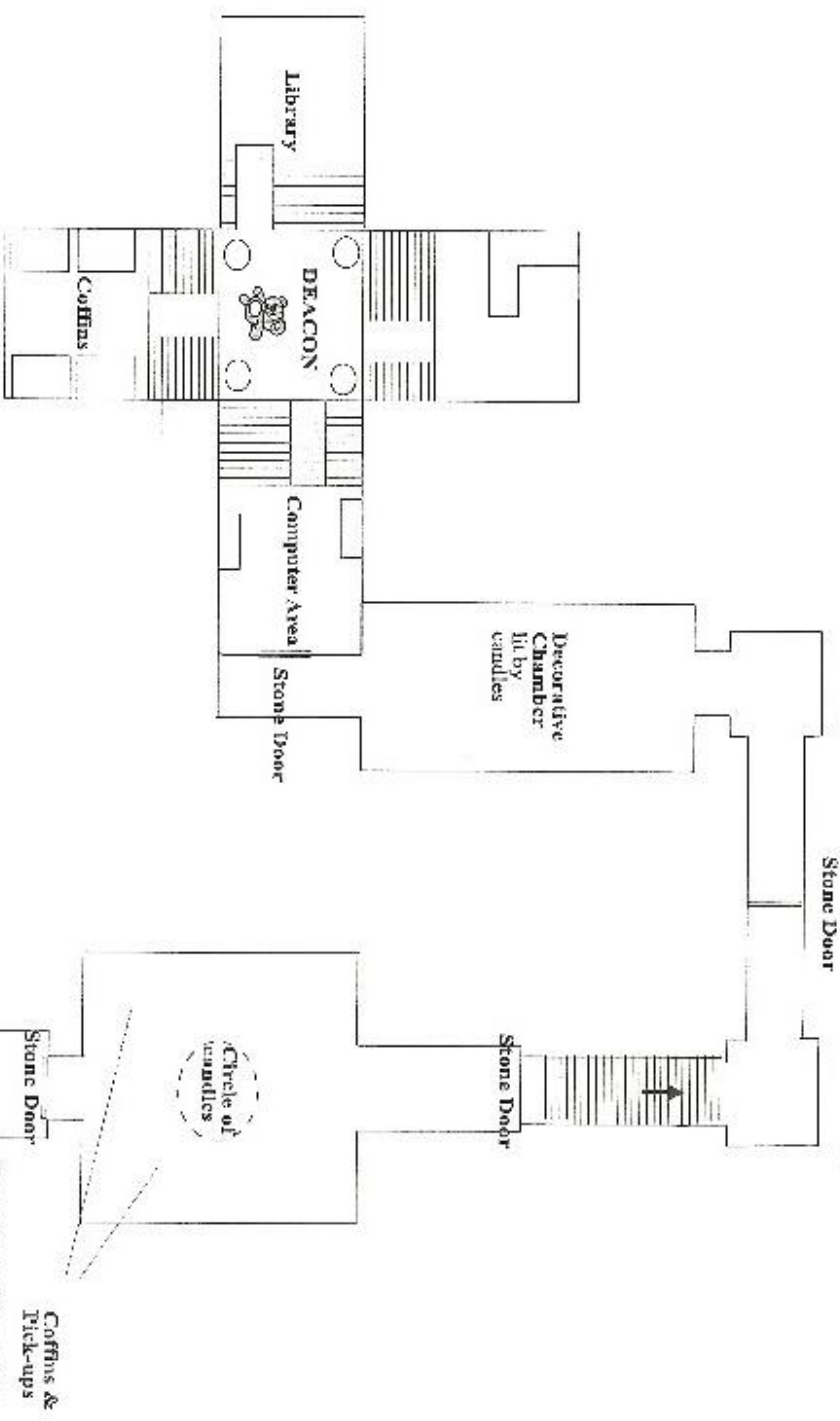 Stone Door
Decorative
Chamber
lit by
candles
Stone Door
Library
DEACON
Computer Area
Stone Door
Circle of
candles
Coffins
Stone Door
Coffins &
Pick-ups